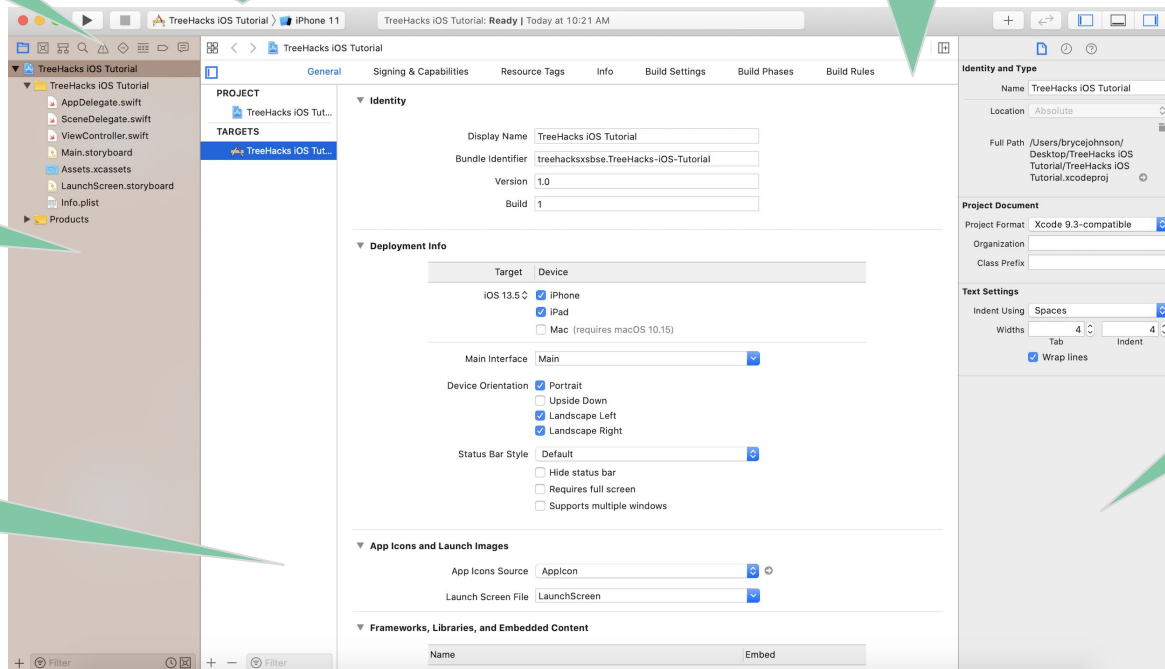 TreeHacks iOS Tutorial 〉 iPhone 11
TreeHacks iOS Tutorial: Ready | Today at 10:21 AM
TreeHacks iOS Tutorial
TreeHacks iOS Tutorial
AppDelegate.swift
SceneDelegate.swift
ViewController.swift
Main.storyboard
Assets.xcassets
LaunchScreen.storyboard
Info.plist
Products
Filter
TreeHacks iOS Tutorial
General Signing & Capabilities Resource Tags Info Build Settings Build Phases Build Rules
PROJECT
TreeHacks iOS Tut...
TARGETS
TreeHacks iOS Tut...
Filter
Identity
Display Name TreeHacks iOS Tutorial
Bundle Identifier treehacksxsbse.TreeHacks-iOS-Tutorial
Version 1.0
Build 1
Deployment Info
Target Device
iOS 13.5 iPhone
iPad
Mac (requires macOS 10.15)
Main Interface Main
Device Orientation Portrait
Upside Down
Landscape Left
Landscape Right
Status Bar Style Default
Hide status bar
Requires full screen
Supports multiple windows
App Icons and Launch Images
App Icons Source AppIcon
Launch Screen File LaunchScreen
Frameworks, Libraries, and Embedded Content
Name Embed
Identity and Type
Name TreeHacks iOS Tutorial
Location Absolute
Full Path /Users/brycejohnson/
Desktop/TreeHacks iOS
Tutorial/TreeHacks iOS
Tutorial.xcodeproj
Project Document
Project Format Xcode 9.3-compatible
Organization
Class Prefix
Text Settings
Indent Using Spaces
Widths 4 4
Tab Indent
Wrap lines